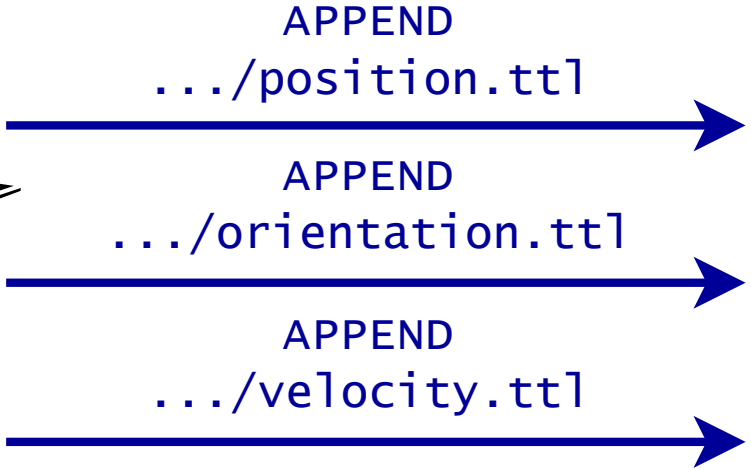 APPEND
.../position.ttl
APPEND
.../orientation.ttl
APPEND
.../velocity.ttl